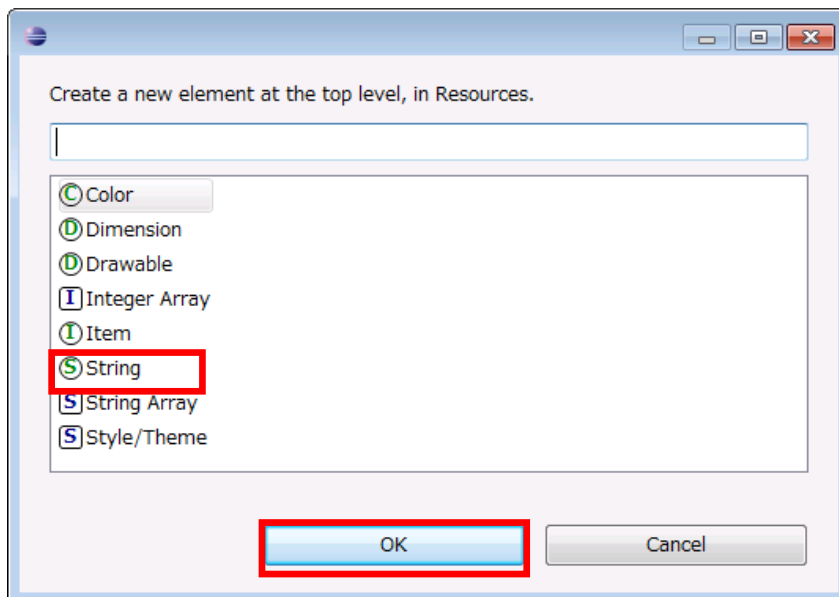 Create a new element at the top level, in Resources.
C Color
D Dimension
D Drawable
I Integer Array
I Item
S String
S String Array
S Style/Theme
OK Cancel